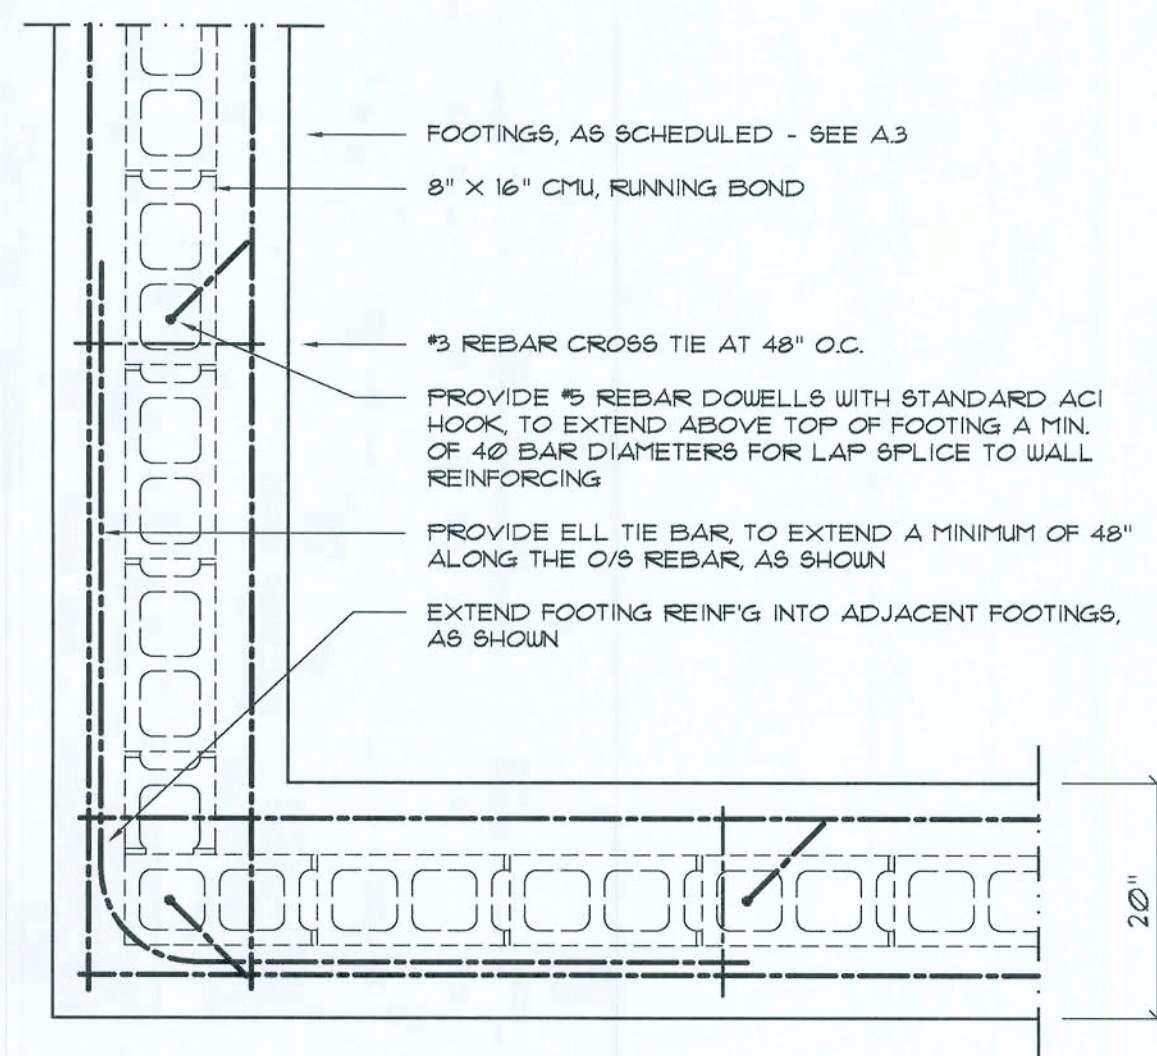 FOOTINGS, AS SCHEDULED - SEE A.3
8" X 16" CMU, RUNNING BOND
#3 REBAR CROSS TIE AT 48" O.C.
PROVIDE #5 REBAR DOWELLS WITH STANDARD ACI
HOOK, TO EXTEND ABOVE TOP OF FOOTING A MIN.
OF 40 BAR DIAMETERS FOR LAP SPLICE TO WALL
REINFORCING
PROVIDE ELL TIE BAR, TO EXTEND A MINIMUM OF 48"
ALONG THE O/S REBAR, AS SHOWN
EXTEND FOOTING REINF'G INTO ADJACENT FOOTINGS,
AS SHOWN
20"